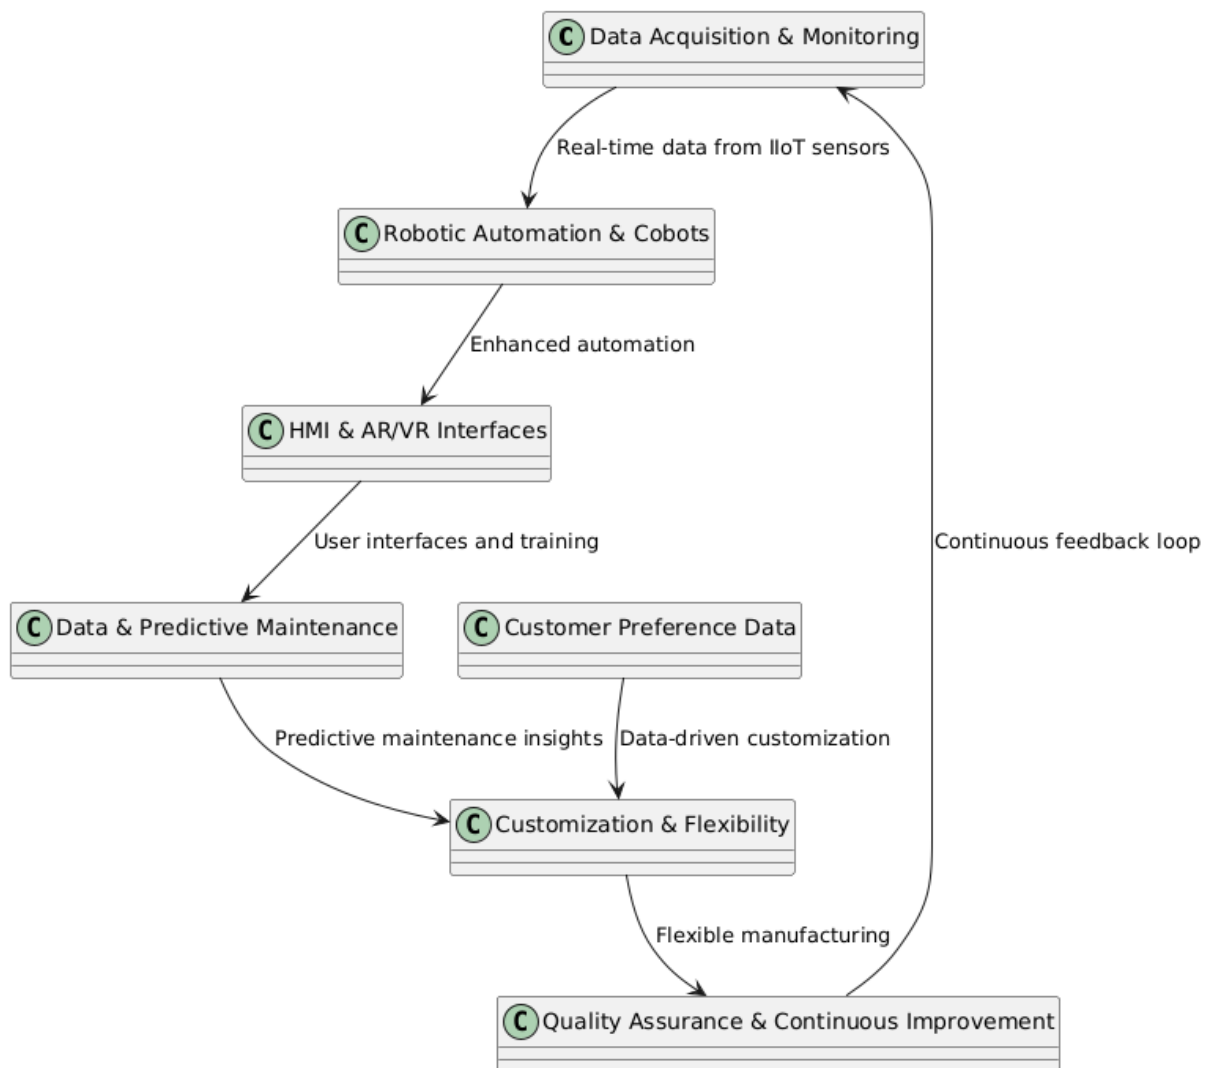 C Data Acquisition & Monitoring
Real-time data from IIoT sensors
C Robotic Automation & Cobots
Enhanced automation
C HMI & AR/VR Interfaces
User interfaces and training
Continuous feedback loop
C Data & Predictive Maintenance
C Customer Preference Data
Predictive maintenance insights
Data-driven customization
C Customization & Flexibility
Flexible manufacturing
C Quality Assurance & Continuous Improvement